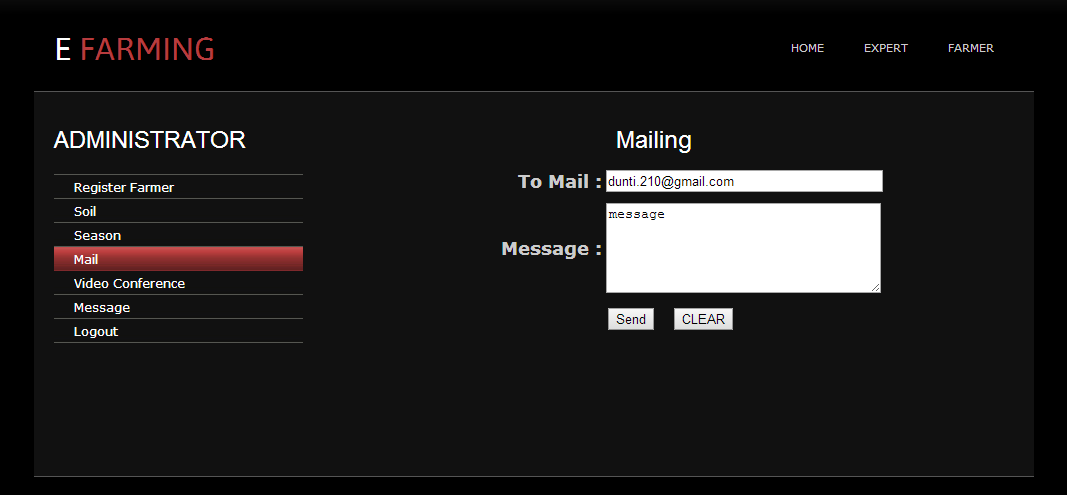 E FARMING
HOME EXPERT FARMER
ADMINISTRATOR
Register Farmer
Soil
Season
Mail
Video Conference
Message
Logout
Mailing
To Mail : dunti.210@gmail.com
Message : message
Send CLEAR